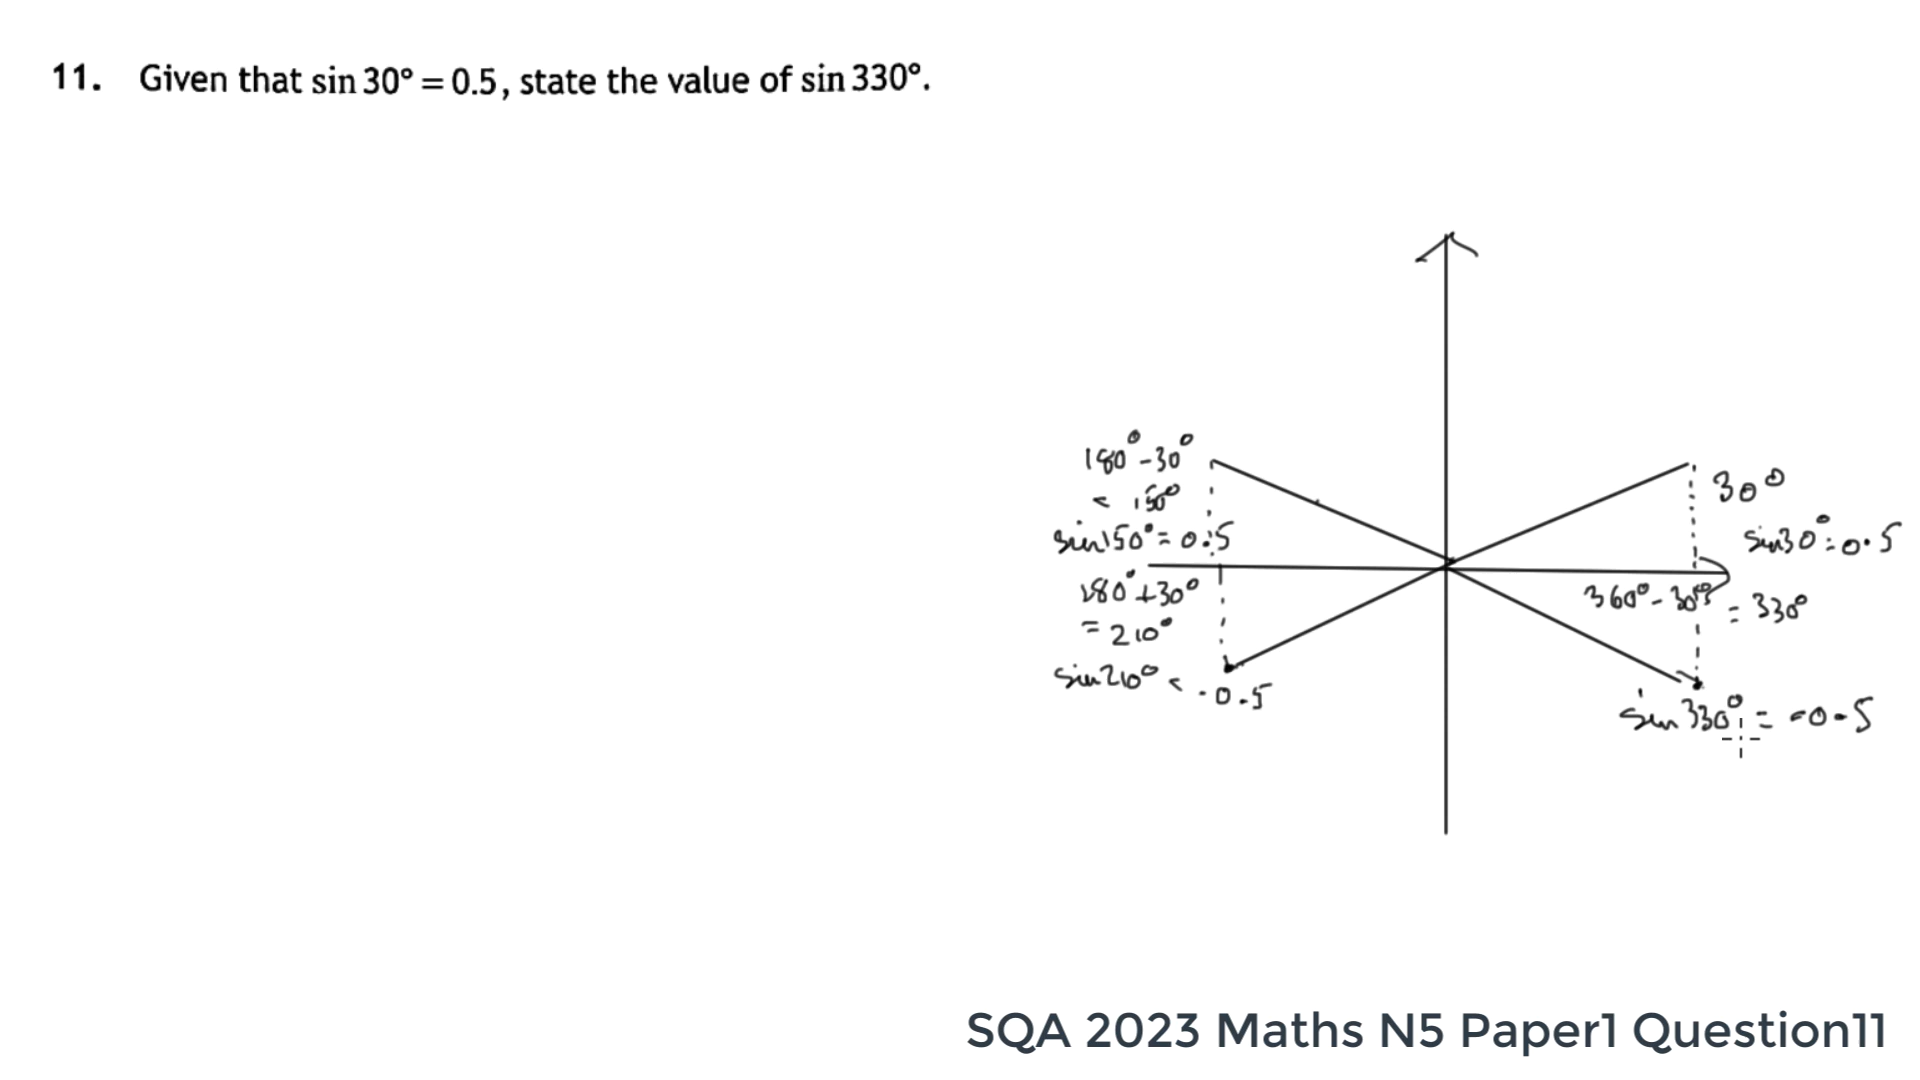 11. Given that sin 30° = 0.5, state the value of sin 330°.
180° - 30°
= 150°
sin150° = 0.5
180° + 30°
= 210°
sin210° = -0.5
30°
sin30° = 0.5
360° - 30° = 330°
sin330° = -0.5
SQA 2023 Maths N5 Paper1 Question11